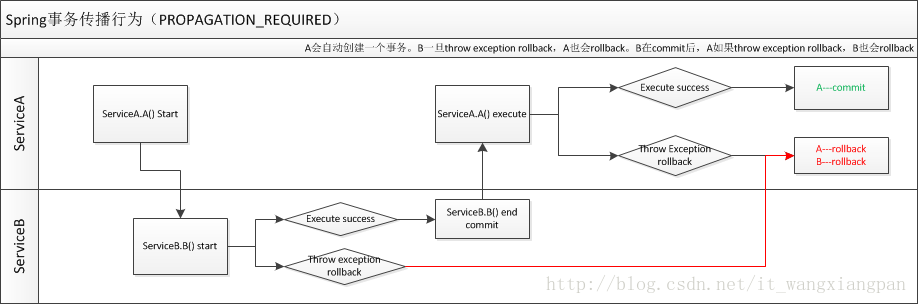 Spring事务传播行为（PROPAGATION_REQUIRED）
A会自动创建一个事务。B一旦throw exception rollback，A也会rollback。B在commit后，A如果throw exception rollback，B也会rollback
ServiceA
ServiceA.A() Start
ServiceA.A() execute
Execute success
A---commit
Throw Exception
rollback
A---rollback
B---rollback
ServiceB
ServiceB.B() start
Execute success
ServiceB.B() end
commit
Throw exception
rollback
http://blog.csdn.net/it_wangxiangpan